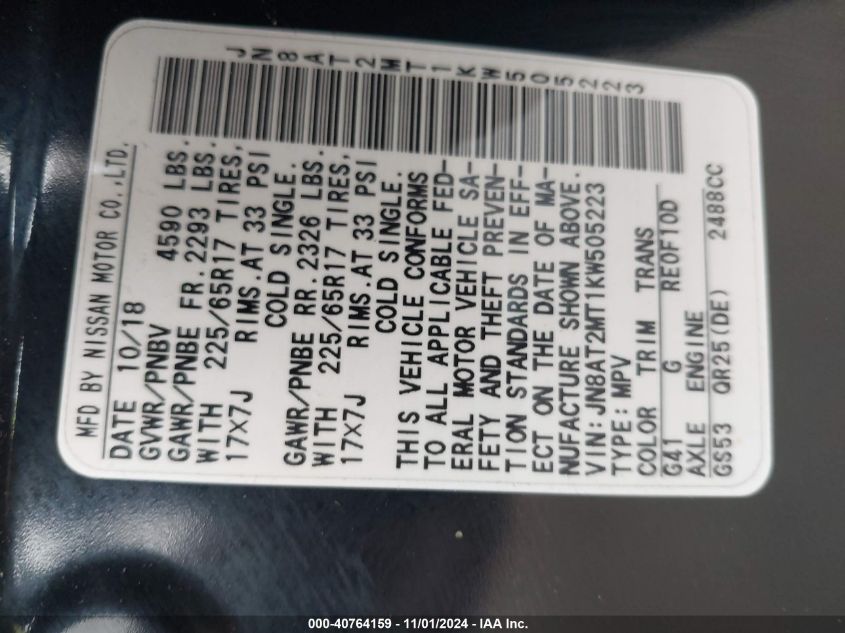 MFD BY NISSAN MOTOR CO.,LTD.
DATE 10/18
GVWR/PNBV 4590 LBS.
GAWR/PNBE FR.2293 LBS.
WITH 225/65R17 TIRES,
17X7J RIMS.AT 33 PSI
COLD SINGLE.
GAWR/PNBE RR.2326 LBS.
WITH 225/65R17 TIRES,
17X7J RIMS.AT 33 PSI
COLD SINGLE.
THIS VEHICLE CONFORMS
TO ALL APPLICABLE FED-
ERAL MOTOR VEHICLE SA-
FETY AND THEFT PREVEN-
TION STANDARDS IN EFF-
ECT ON THE DATE OF MA-
NUFACTURE SHOWN ABOVE.
VIN:JN8AT2MT1KW505223
TYPE:MPV
COLOR TRIM TRANS
G41 G RE0F10D
AXLE ENGINE
GS53 QR25(DE) 2488CC
JN8AT2MT1KW505223
000-40764159 - 11/01/2024 - IAA Inc.